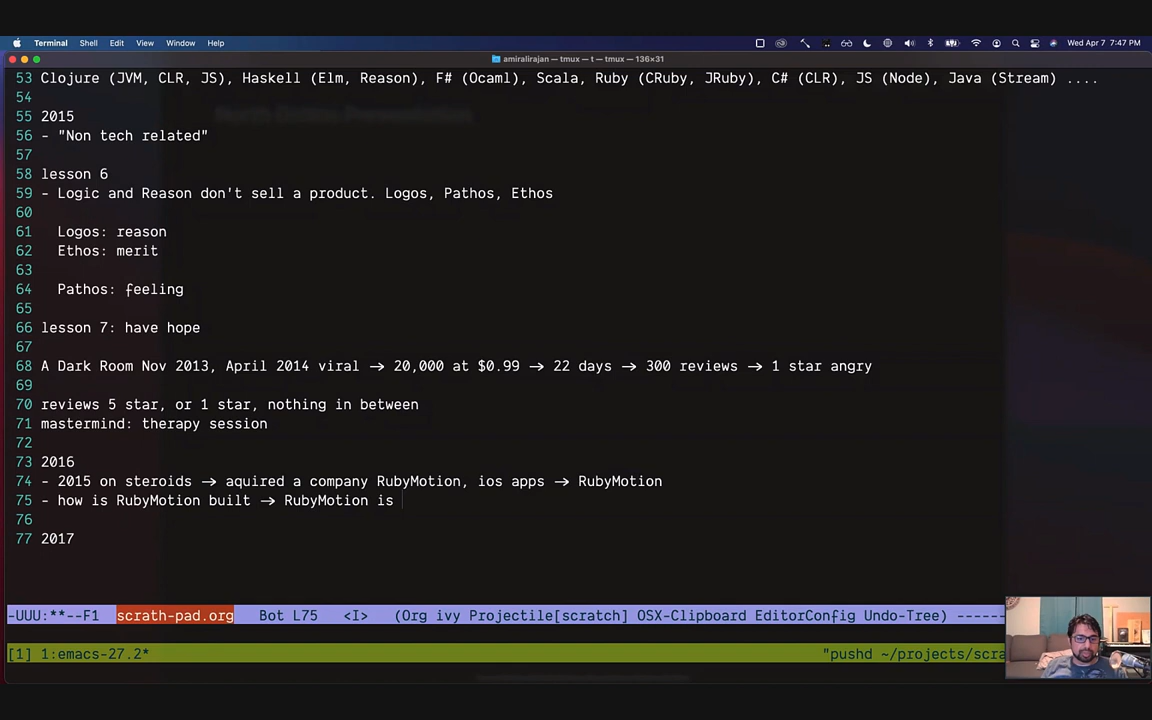 Terminal Shell Edit View Window Help Wed Apr 7 7:47 PM
amiralirajan — tmux — t — tmux — 136×31
53 Clojure (JVM, CLR, JS), Haskell (Elm, Reason), F# (Ocaml), Scala, Ruby (CRuby, JRuby), C# (CLR), JS (Node), Java (Stream) ....
54
55 2015
56 - "Non tech related"
57
58 lesson 6
59 - Logic and Reason don't sell a product. Logos, Pathos, Ethos
60
61 Logos: reason
62 Ethos: merit
63
64 Pathos: feeling
65
66 lesson 7: have hope
67
68 A Dark Room Nov 2013, April 2014 viral → 20,000 at $0.99 → 22 days → 300 reviews → 1 star angry
69
70 reviews 5 star, or 1 star, nothing in between
71 mastermind: therapy session
72
73 2016
74 - 2015 on steroids → aquired a company RubyMotion, ios apps → RubyMotion
75 - how is RubyMotion built → RubyMotion is
76
77 2017
-UUU:**--F1 scrath-pad.org Bot L75 <I> (Org ivy Projectile[scratch] OSX-Clipboard EditorConfig Undo-Tree) ------
[1] 1:emacs-27.2* "pushd ~/projects/scra